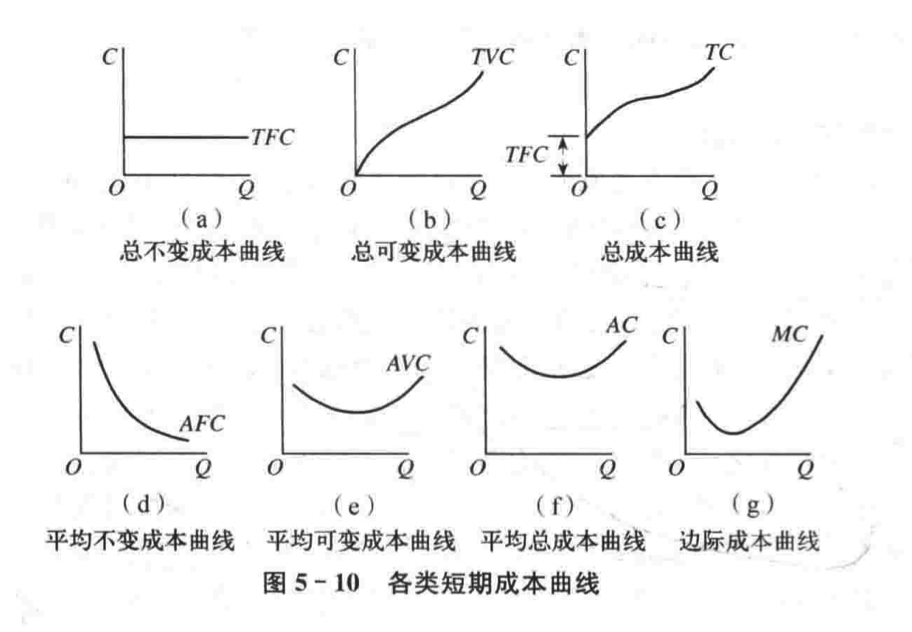 C TFC O Q
C TVC O Q
C TC TFC O Q
(a) (b) (c)
总不变成本曲线 总可变成本曲线 总成本曲线
C AFC O Q
C AVC O Q
C AC O Q
C MC O Q
(d) (e) (f) (g)
平均不变成本曲线 平均可变成本曲线 平均总成本曲线 边际成本曲线
图 5-10 各类短期成本曲线